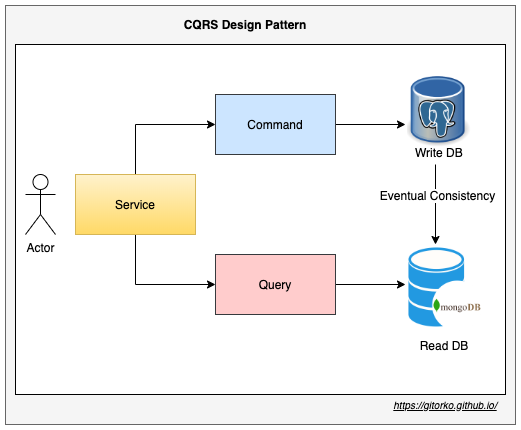 CQRS Design Pattern
Command
Write DB
Eventual Consistency
Service
Actor
Query
mongoDB
Read DB
https://gitorko.github.io/